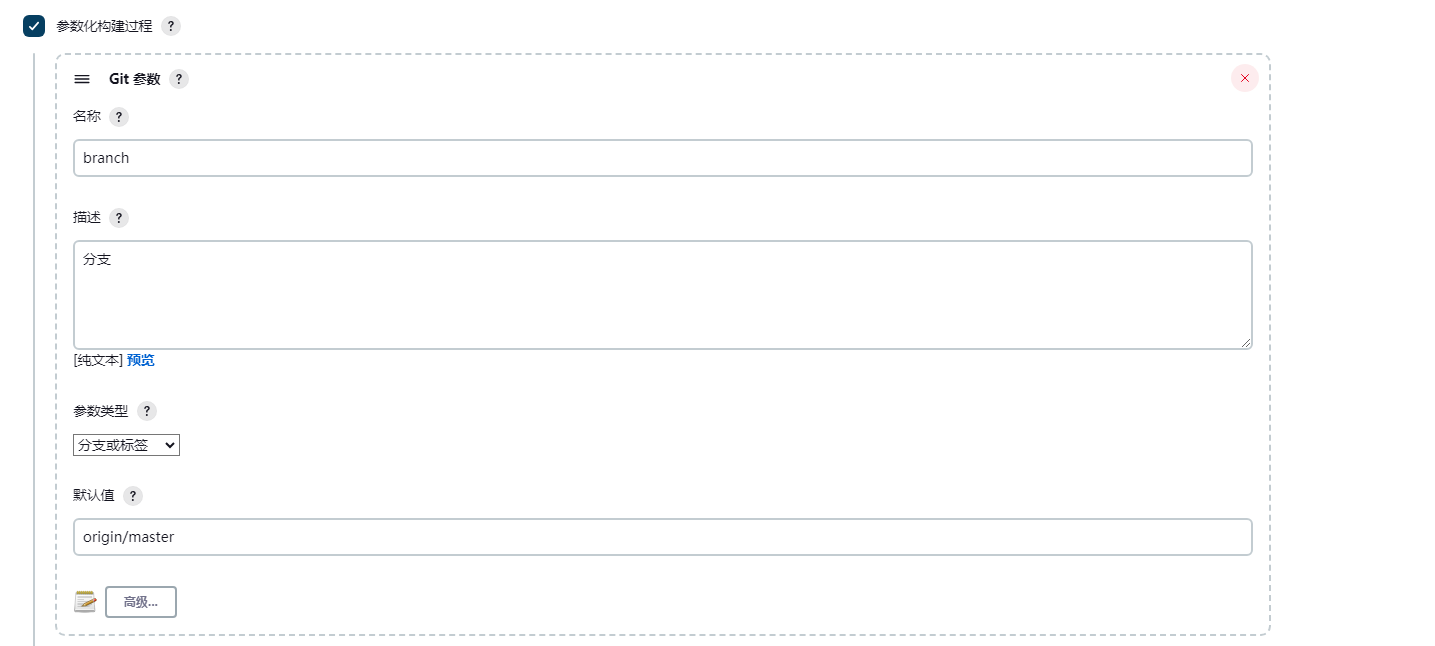 参数化构建过程 ?
Git 参数 ?
名称 ?
branch
描述 ?
分支
[纯文本] 预览
参数类型 ?
分支或标签
默认值 ?
origin/master
高级...